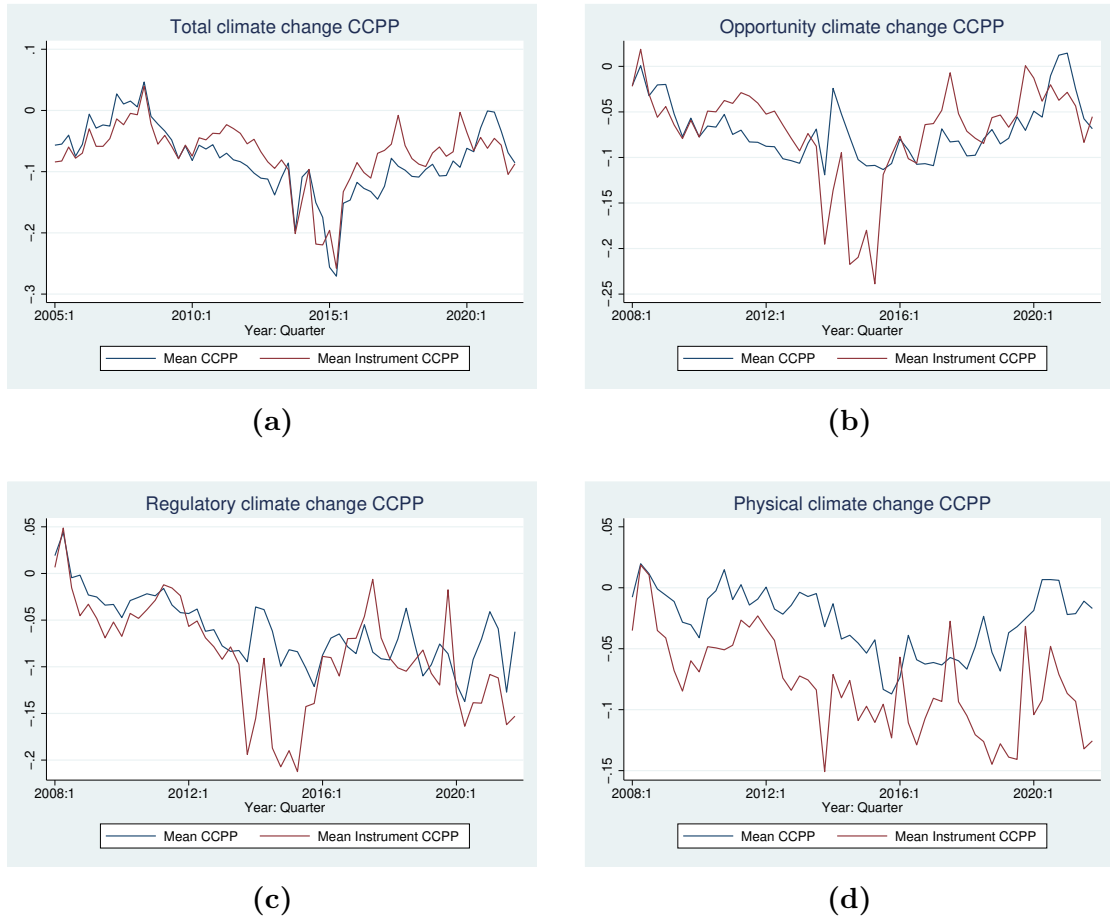 Total climate change CCPP
.1
0
-.1
-.2
-.3
2005:1 2010:1 2015:1 2020:1
Year: Quarter
Mean CCPP Mean Instrument CCPP
(a)
Opportunity climate change CCPP
0
-.05
-.1
-.15
-.2
-.25
2008:1 2012:1 2016:1 2020:1
Year: Quarter
Mean CCPP Mean Instrument CCPP
(b)
Regulatory climate change CCPP
.05
0
-.05
-.1
-.15
-.2
2008:1 2012:1 2016:1 2020:1
Year: Quarter
Mean CCPP Mean Instrument CCPP
(c)
Physical climate change CCPP
.05
0
-.05
-.1
-.15
2008:1 2012:1 2016:1 2020:1
Year: Quarter
Mean CCPP Mean Instrument CCPP
(d)